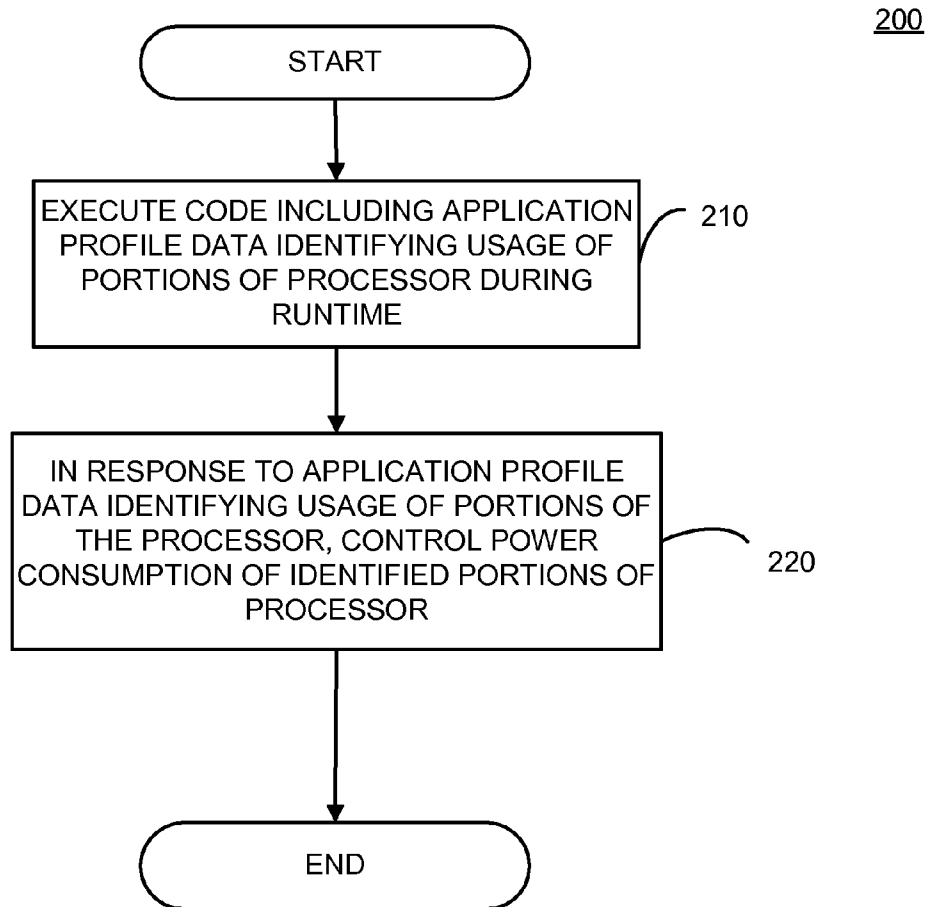 200
START
EXECUTE CODE INCLUDING APPLICATION
PROFILE DATA IDENTIFYING USAGE OF
PORTIONS OF PROCESSOR DURING
RUNTIME
210
IN RESPONSE TO APPLICATION PROFILE
DATA IDENTIFYING USAGE OF PORTIONS OF
THE PROCESSOR, CONTROL POWER
CONSUMPTION OF IDENTIFIED PORTIONS OF
PROCESSOR
220
END